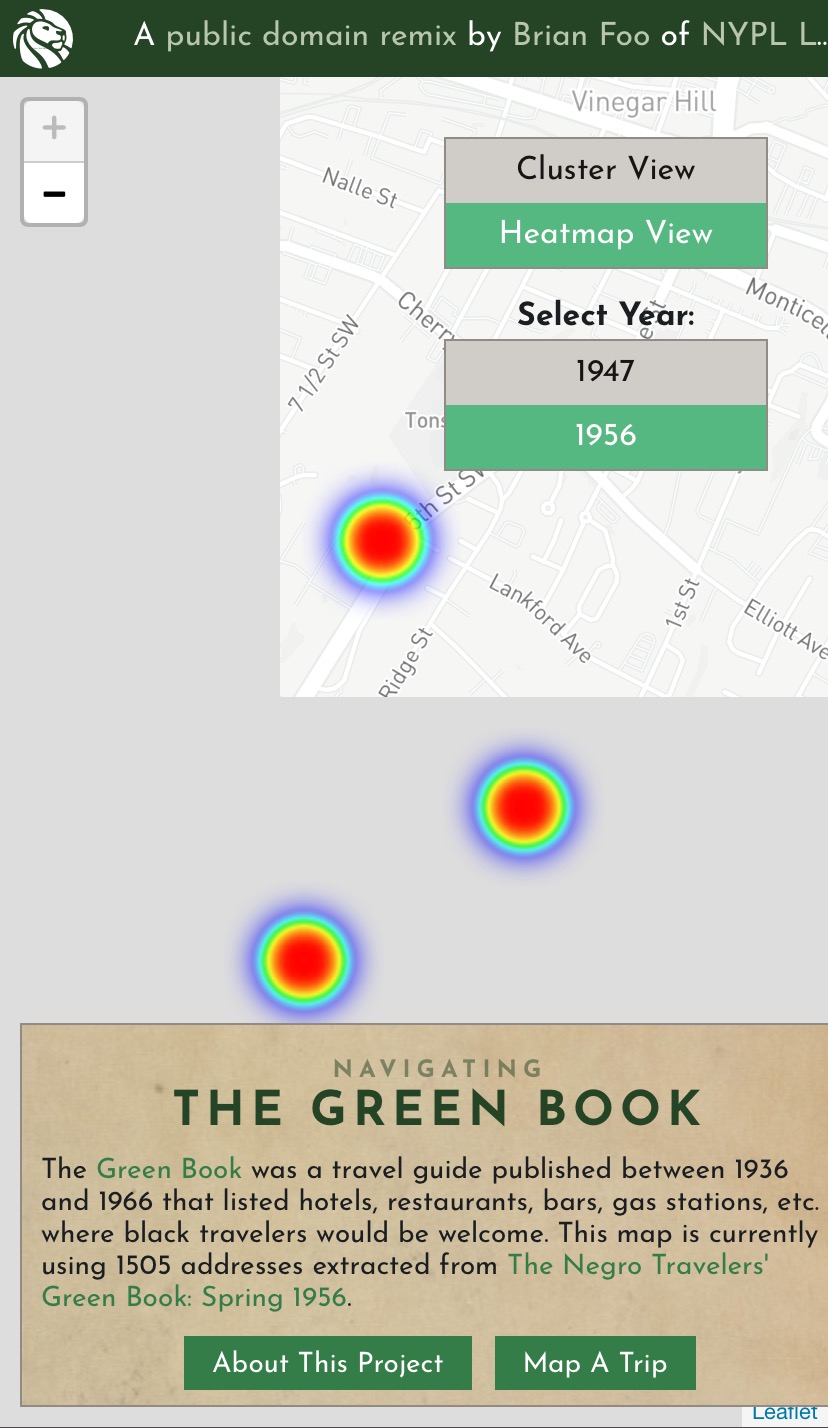 A public domain remix by Brian Foo of NYPL L...
+
Vinegar Hill
Cluster View
Nalle St
Heatmap View
Monticel
Cherry
Select Year:
7 1/2 St SW
1947
Tons
1956
5th St SW
Lankford Ave
1st St
Elliott Ave
Ridge St
NAVIGATING
THE GREEN BOOK
The Green Book was a travel guide published between 1936
and 1966 that listed hotels, restaurants, bars, gas stations, etc.
where black travelers would be welcome. This map is currently
using 1505 addresses extracted from The Negro Travelers'
Green Book: Spring 1956.
About This Project
Map A Trip
Leaflet